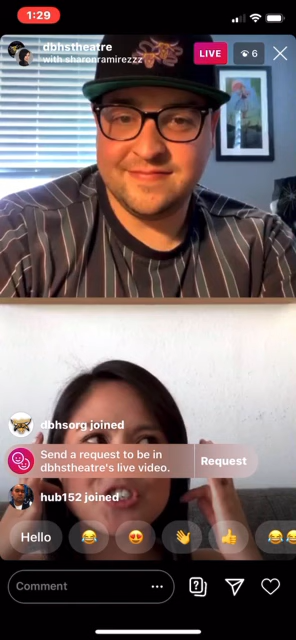 1:29
dbhstheatre
with sharonramirezzz
LIVE
6
dbhsorg joined
Send a request to be in
dbhstheatre's live video.
Request
hub152 joined
Hello
Comment